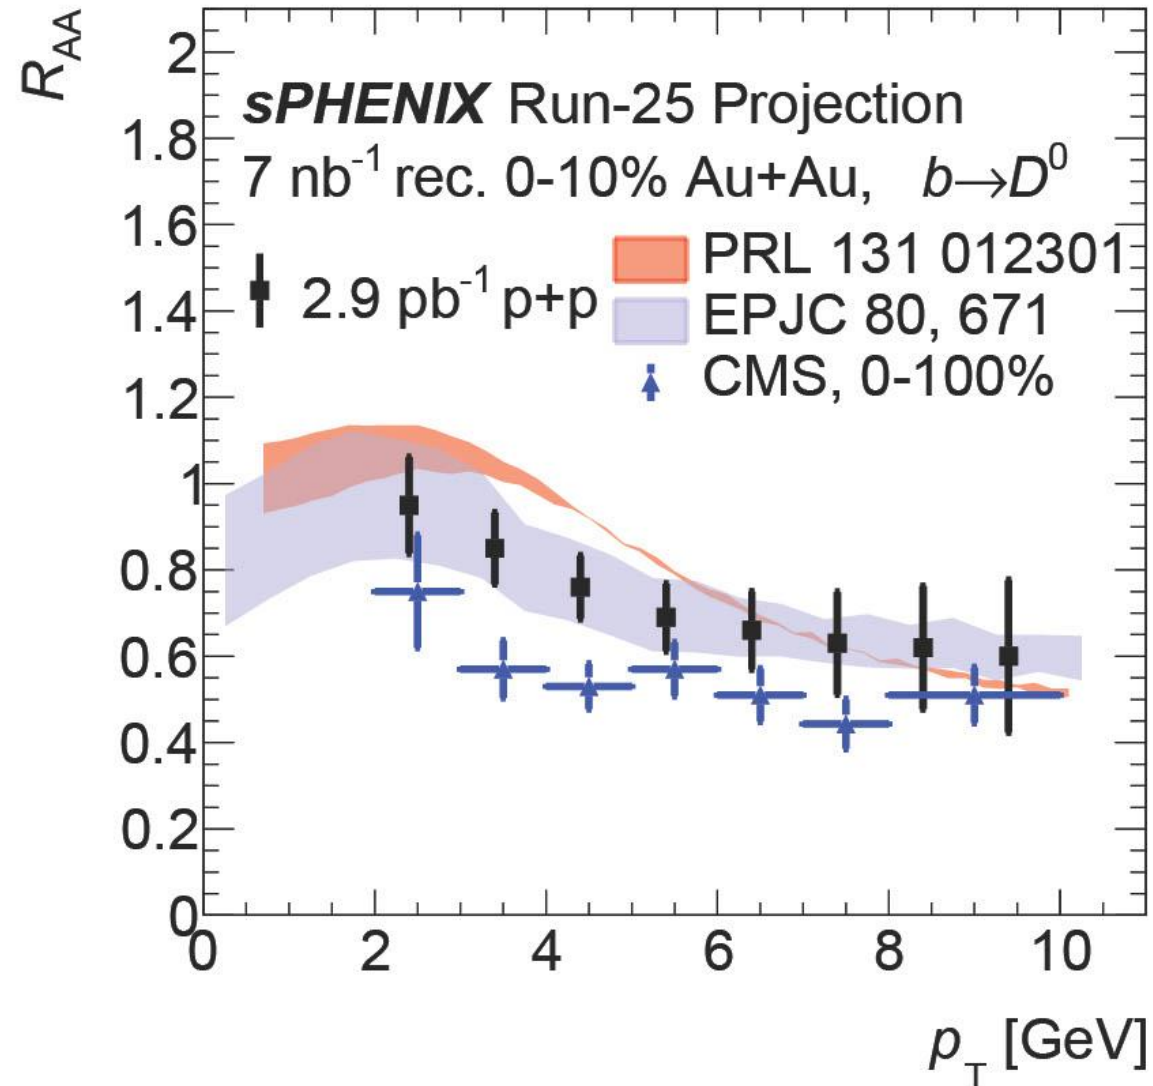 R_AA
sPHENIX Run-25 Projection
7 nb⁻¹ rec. 0-10% Au+Au, b→D⁰
2.9 pb⁻¹ p+p
PRL 131 012301
EPJC 80, 671
CMS, 0-100%
2
1.8
1.6
1.4
1.2
1
0.8
0.6
0.4
0.2
0
0 2 4 6 8 10
p_T [GeV]